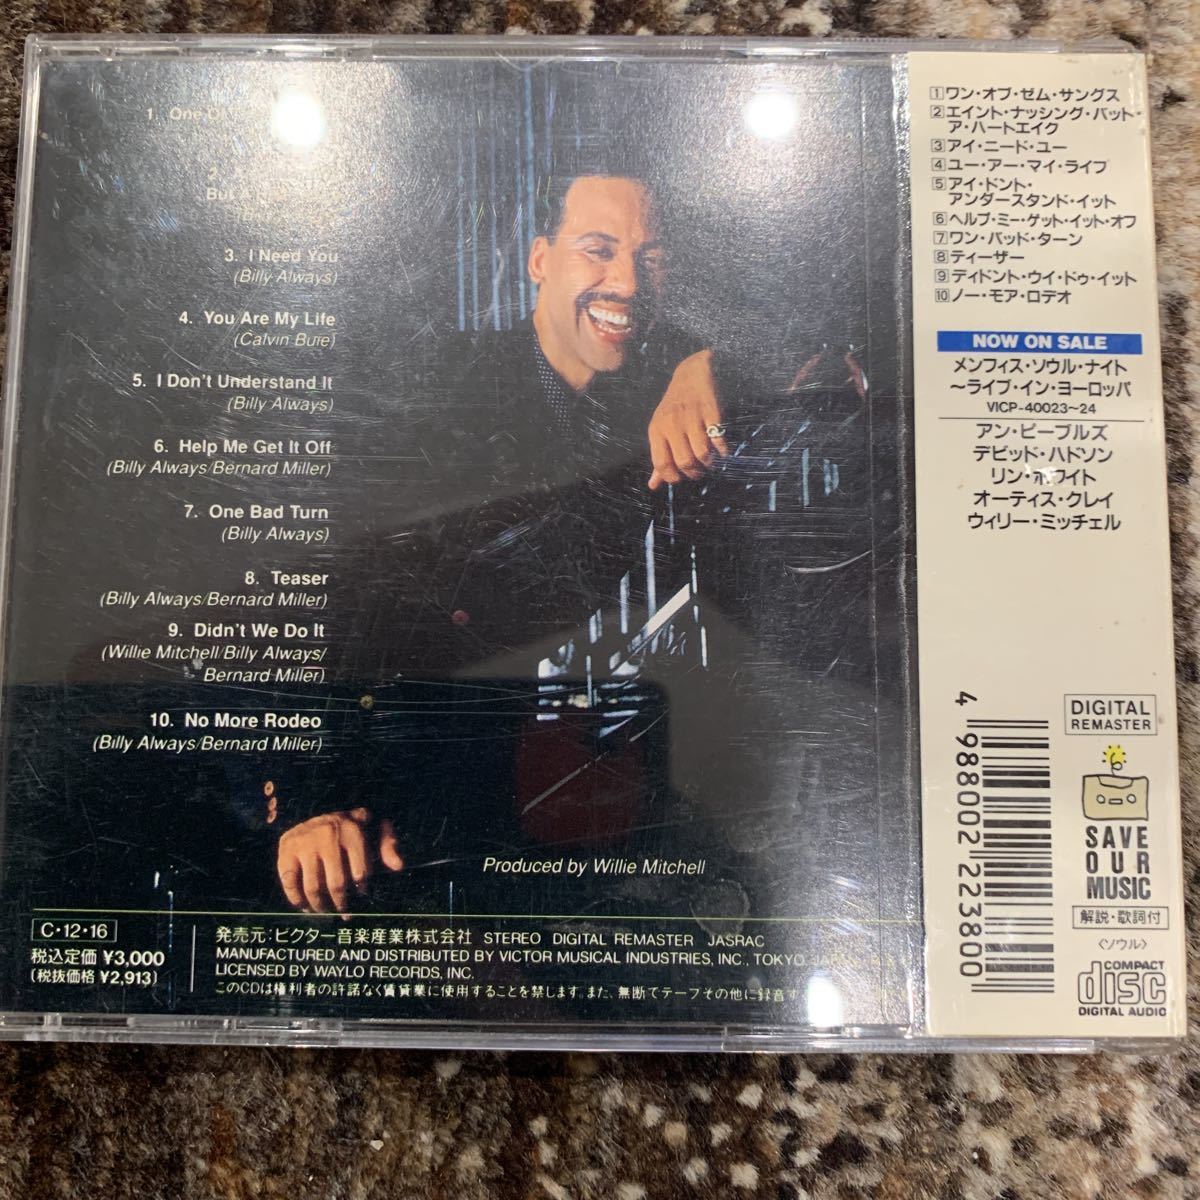 1. One O
2.
3. I Need You
(Billy Always)
4. You Are My Life
(Calvin Buie)
5. I Don't Understand It
(Billy Always)
6. Help Me Get It Off
(Billy Always/Bernard Miller)
7. One Bad Turn
(Billy Always)
8. Teaser
(Billy Always/Bernard Miller)
9. Didn't We Do It
(Willie Mitchell/Billy Always/
Bernard Miller)
10. No More Rodeo
(Billy Always/Bernard Miller)
Produced by Willie Mitchell
C・12・16
税込定価 ¥3,000
(税抜価格 ¥2,913)
発売元:ビクター音楽産業株式会社 STEREO DIGITAL REMASTER JASRAC
MANUFACTURED AND DISTRIBUTED BY VICTOR MUSICAL INDUSTRIES, INC., TOKYO,
LICENSED BY WAYLO RECORDS, INC.
このCDは権利者の許諾なく賃貸業に使用することを禁じます。また、無断でテープその他に録音す
1 ワン・オブ・ゼム・サングス
2 エイント・ナッシング・バット・
ア・ハートエイク
3 アイ・ニード・ユー
4 ユー・アー・マイ・ライフ
5 アイ・ドント・
アンダースタンド・イット
6 ヘルプ・ミー・ゲット・イット・オフ
7 ワン・バッド・ターン
8 ティーザー
9 ディドント・ウイ・ドゥ・イット
10 ノー・モア・ロデオ
NOW ON SALE
メンフィス・ソウル・ナイト
〜ライブ・イン・ヨーロッパ
VICP-40023〜24
アン・ピーブルズ
デビッド・ハドソン
リン・ホワイト
オーティス・クレイ
ウィリー・ミッチェル
4 988002 223800
DIGITAL
REMASTER
SAVE
OUR
MUSIC
解説・歌詞付
〈ソウル〉
COMPACT
disc
DIGITAL AUDIO